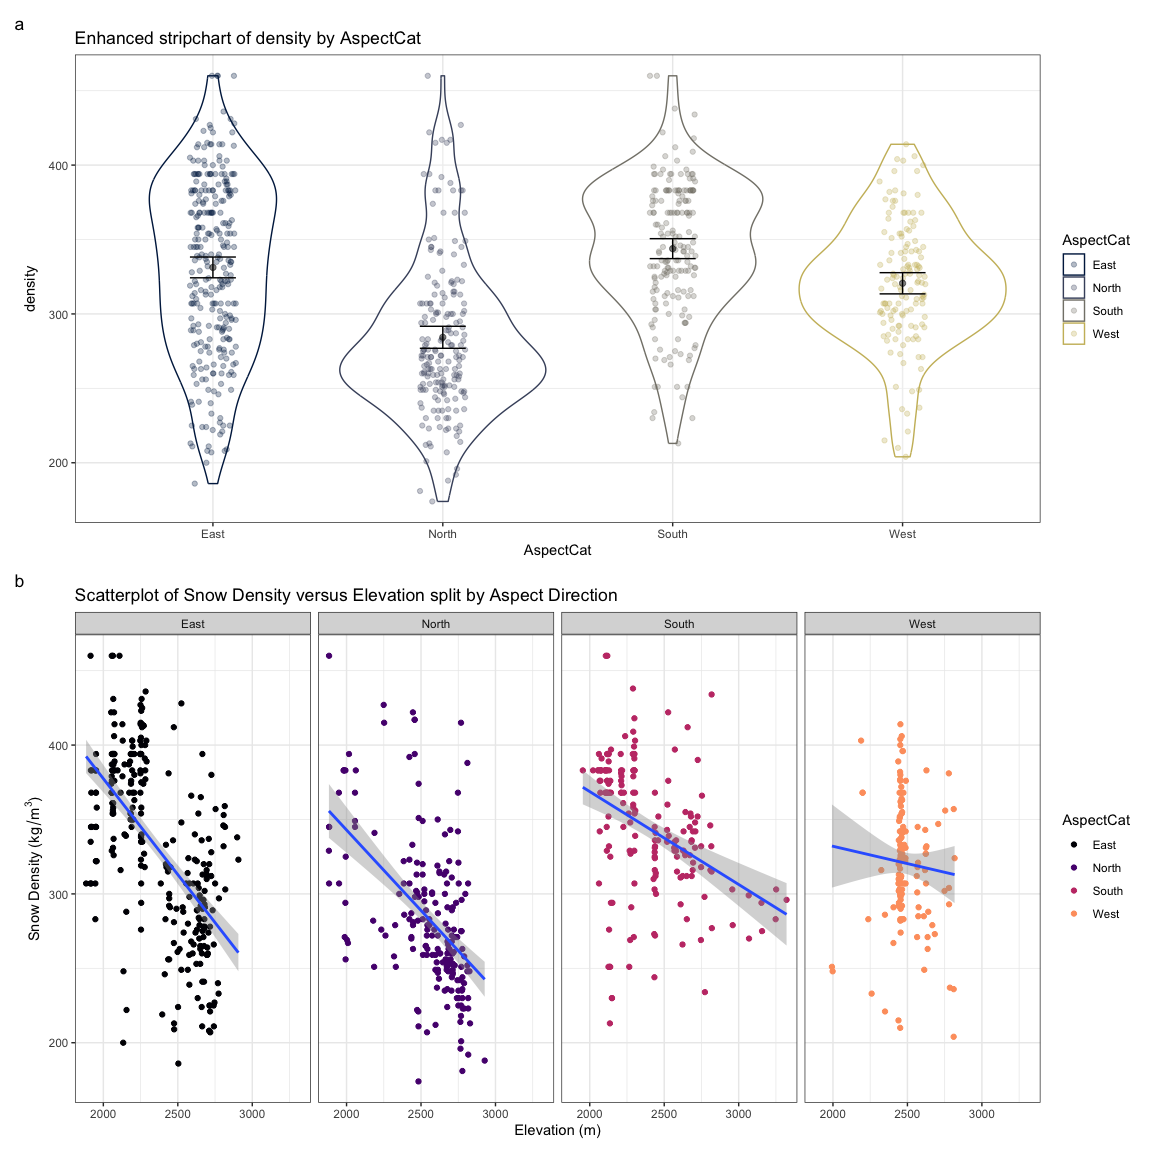 a
Enhanced stripchart of density by AspectCat
400
300
200
density
East
North
South
West
AspectCat
AspectCat
East
North
South
West
b
Scatterplot of Snow Density versus Elevation split by Aspect Direction
East
North
South
West
400
300
200
Snow Density (kg/m³)
2000 2500 3000
2000 2500 3000
2000 2500 3000
2000 2500 3000
Elevation (m)
AspectCat
East
North
South
West